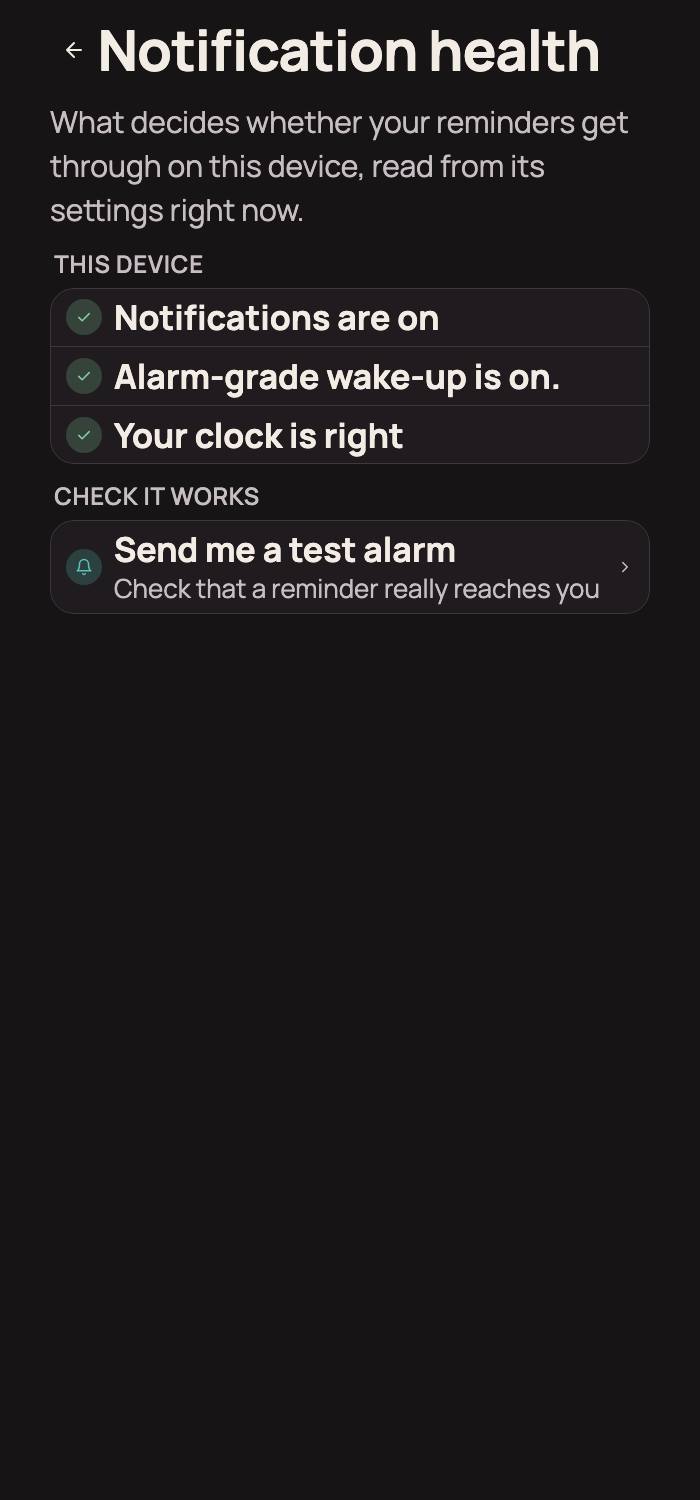 Notification health
What decides whether your reminders get
through on this device, read from its
settings right now.
THIS DEVICE
Notifications are on
Alarm-grade wake-up is on.
Your clock is right
CHECK IT WORKS
Send me a test alarm
Check that a reminder really reaches you